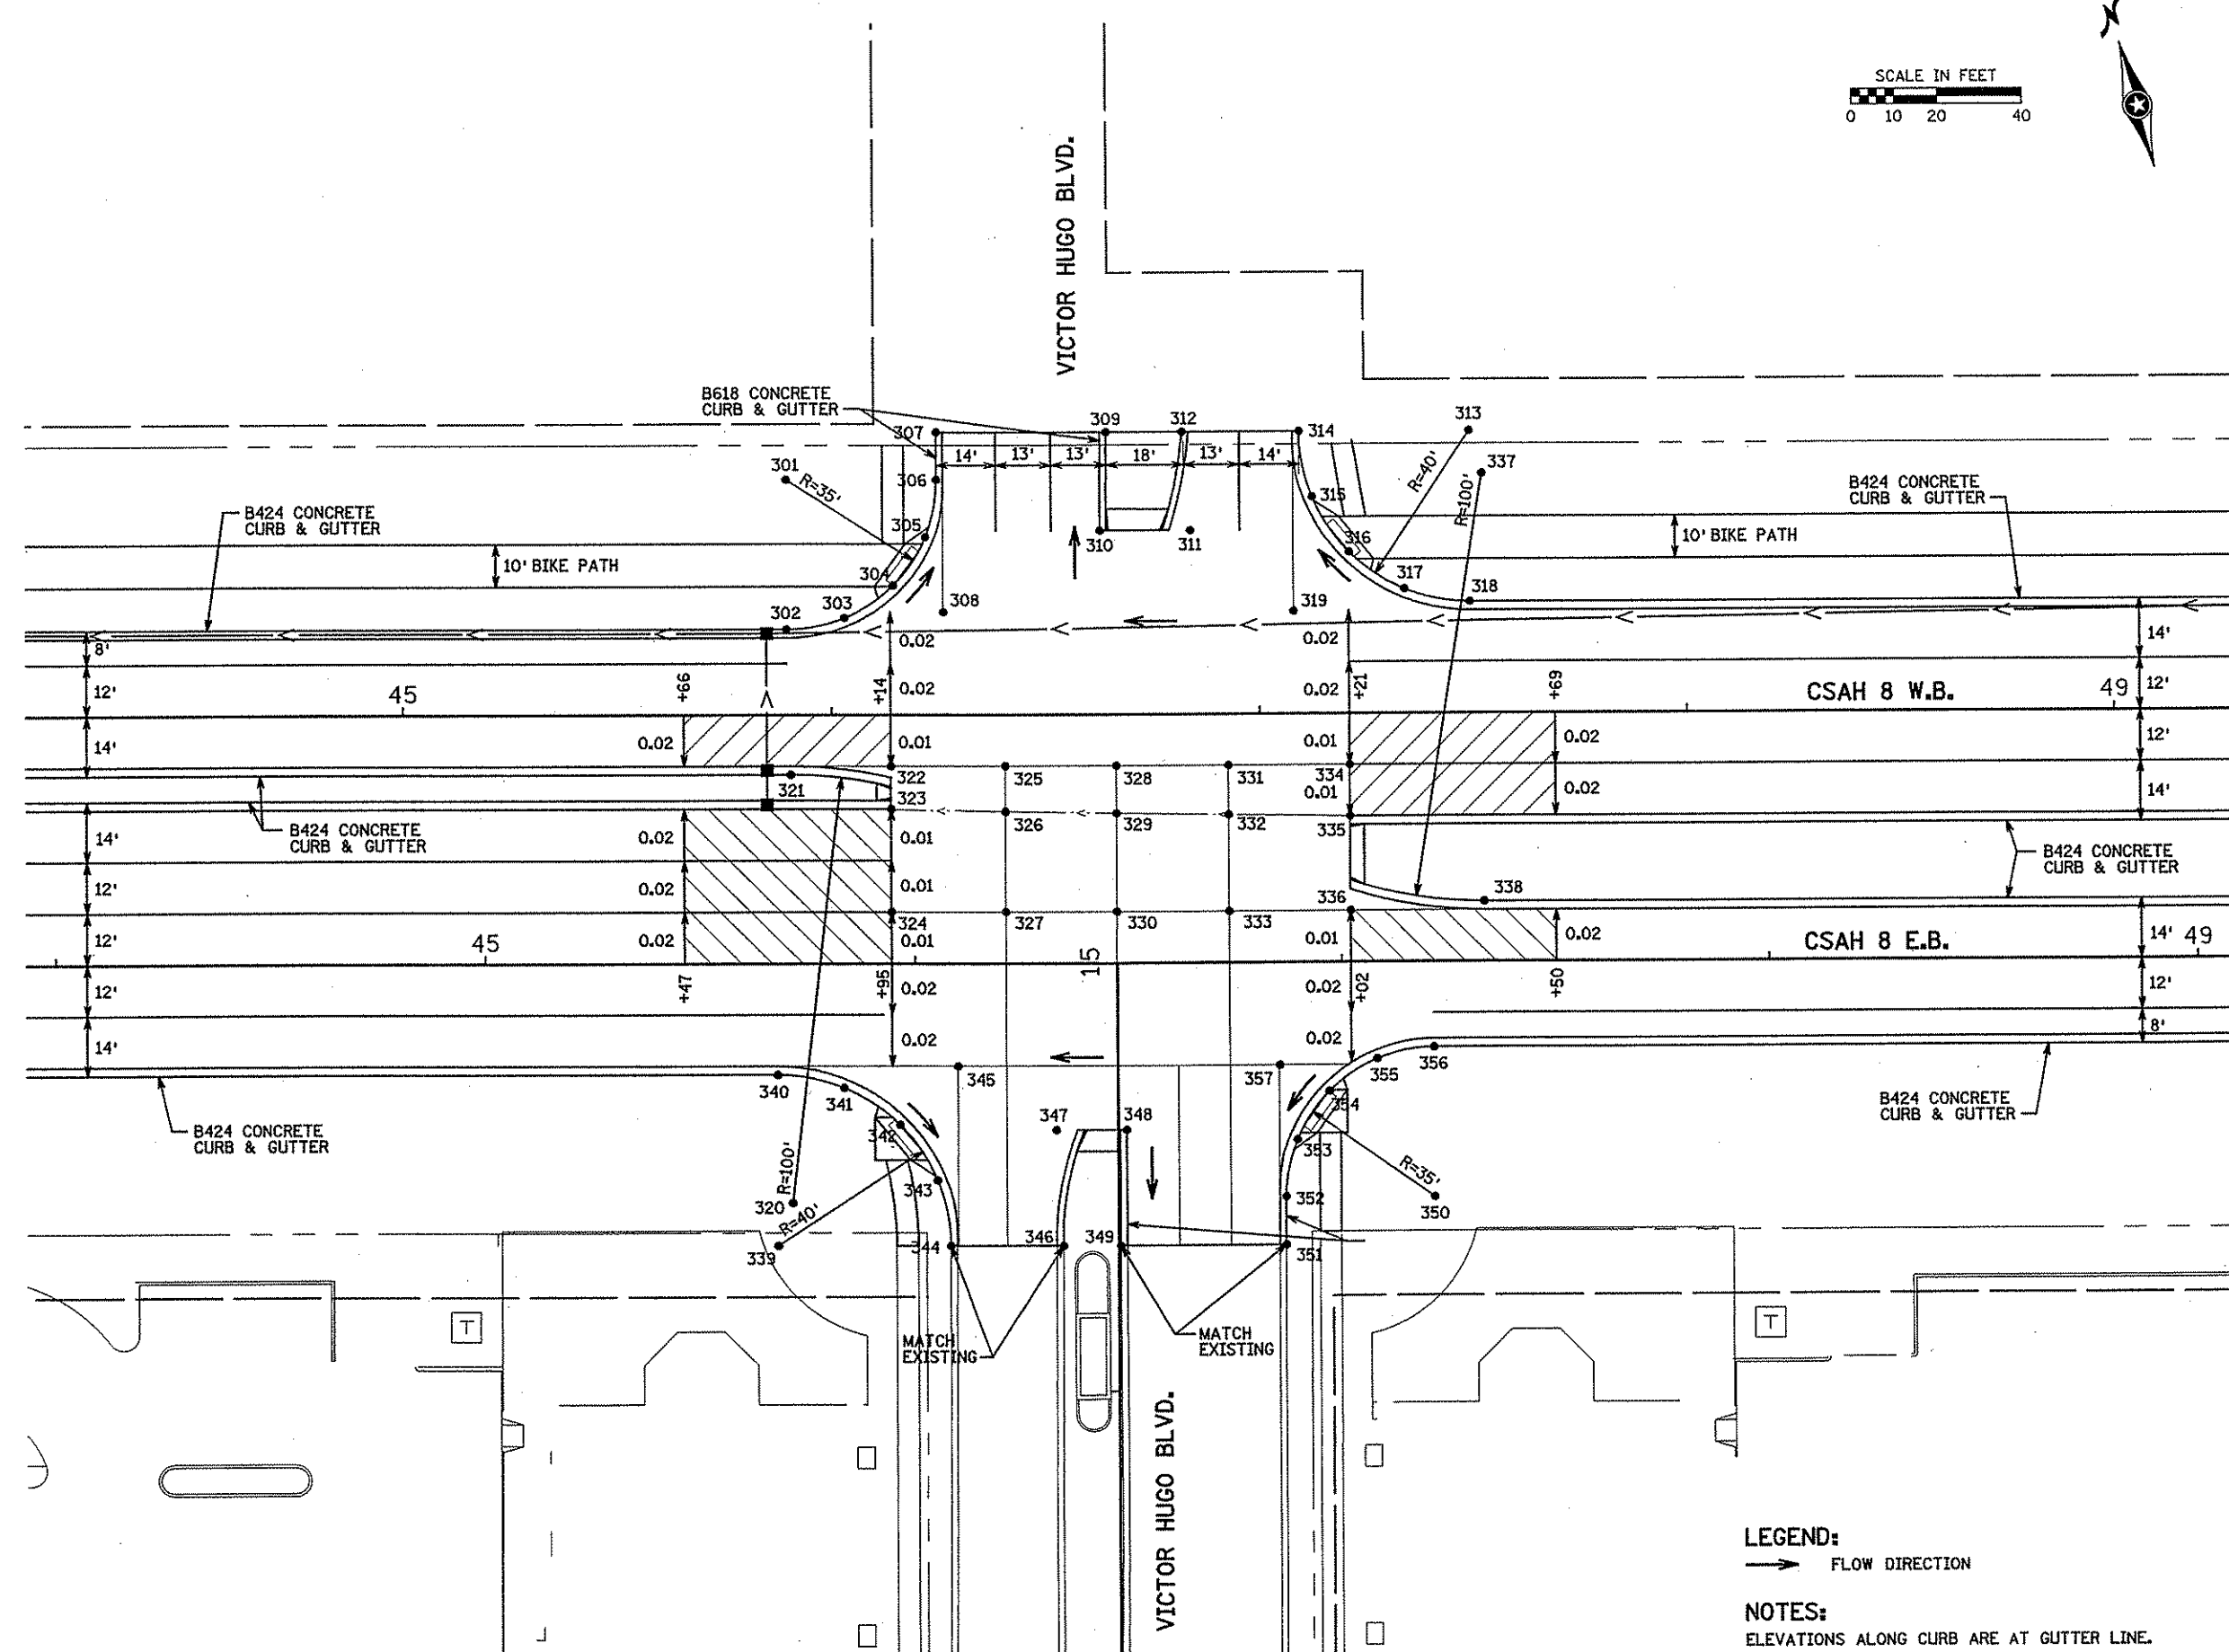 N
SCALE IN FEET
0 10 20 40
VICTOR HUGO BLVD.
B618 CONCRETE
CURB & GUTTER
309 312 313
307 314
14' 13' 13' 18' 13' 14'
301 R=35' 306 R=40' 337
B424 CONCRETE
CURB & GUTTER
305 315 R=100' B424 CONCRETE
CURB & GUTTER
310 311 316 10' BIKE PATH
10' BIKE PATH 304
302 303 308 319 317 318
8' 0.02 0.02 14'
12' 45 +66 +14 0.02 0.02 +21 +69 CSAH 8 W.B. 49 12'
14' 0.02 0.01 0.01 0.02 12'
321 322 325 328 331 334
323 0.01 0.02 14'
326 329 332 335
B424 CONCRETE
CURB & GUTTER
14' 0.02 0.01
B424 CONCRETE
CURB & GUTTER
12' 0.02 0.01 338
324 327 330 333 336
12' 45 0.02 0.01 15 0.01 0.02 CSAH 8 E.B. 14' 49
12' +47 +95 0.02 0.02 +02 +50 12'
14' 0.02 0.02 8'
340 341 345 357 355 356
B424 CONCRETE
CURB & GUTTER
342 347 348 354 B424 CONCRETE
CURB & GUTTER
343 353 R=35'
R=100' 320 R=40' 352 350
339 344 346 349 351
T T
MATCH
EXISTING
MATCH
EXISTING
VICTOR HUGO BLVD.
LEGEND:
FLOW DIRECTION
NOTES:
ELEVATIONS ALONG CURB ARE AT GUTTER LINE.